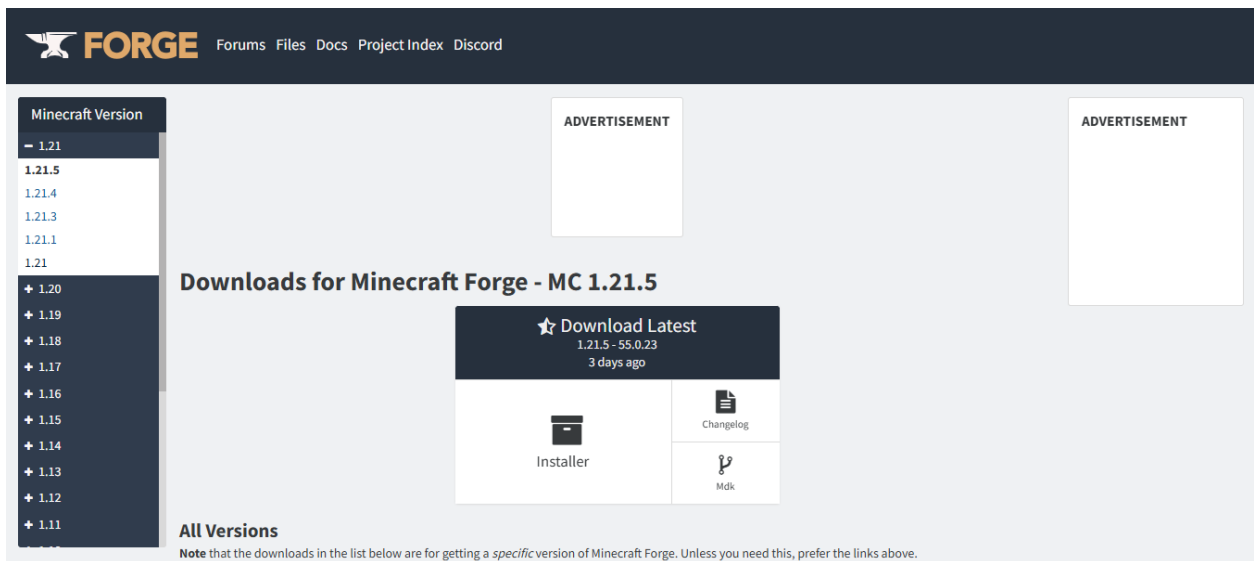 FORGE Forums Files Docs Project Index Discord
Minecraft Version
1.21
1.21.5
1.21.4
1.21.3
1.21.1
1.21
1.20
1.19
1.18
1.17
1.16
1.15
1.14
1.13
1.12
1.11
ADVERTISEMENT
ADVERTISEMENT
Downloads for Minecraft Forge - MC 1.21.5
Download Latest
1.21.5 - 55.0.23
3 days ago
Installer
Changelog
Mdk
All Versions
Note that the downloads in the list below are for getting a specific version of Minecraft Forge. Unless you need this, prefer the links above.